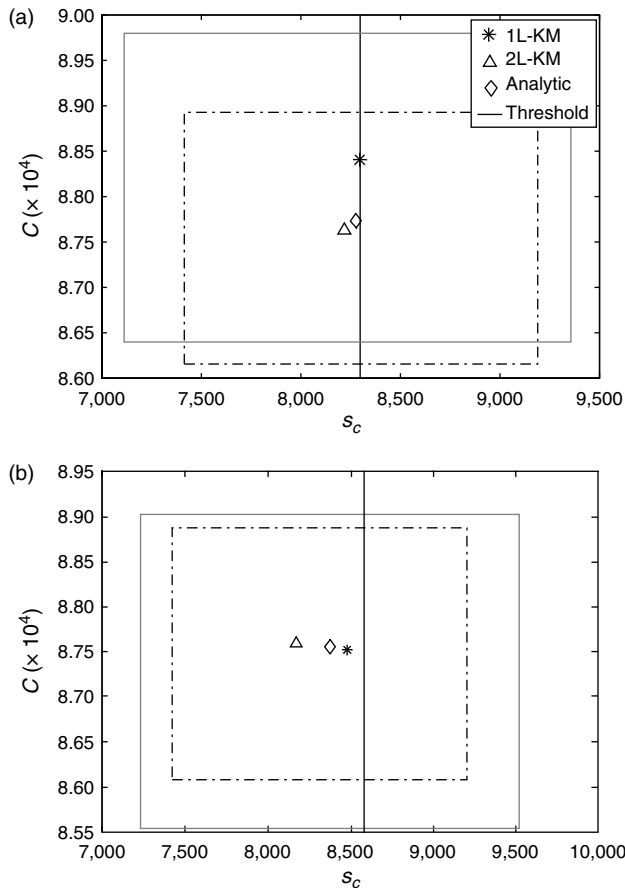 (a)
9.00
8.95
8.90
8.85
8.80
8.75
8.70
8.65
8.60
C (× 10⁴)
7,000 7,500 8,000 8,500 9,000 9,500
s_c
1L-KM
2L-KM
Analytic
Threshold
(b)
8.95
8.90
8.85
8.80
8.75
8.70
8.65
8.60
8.55
C (× 10⁴)
7,000 7,500 8,000 8,500 9,000 9,500 10,000
s_c